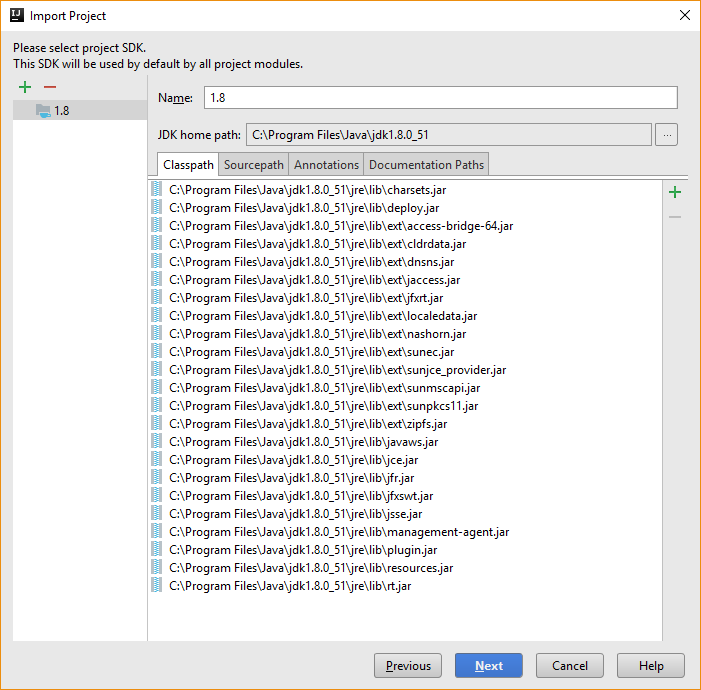 Import Project
Please select project SDK.
This SDK will be used by default by all project modules.
1.8
Name: 1.8
JDK home path: C:\Program Files\Java\jdk1.8.0_51 ...
Classpath Sourcepath Annotations Documentation Paths
C:\Program Files\Java\jdk1.8.0_51\jre\lib\charsets.jar
C:\Program Files\Java\jdk1.8.0_51\jre\lib\deploy.jar
C:\Program Files\Java\jdk1.8.0_51\jre\lib\ext\access-bridge-64.jar
C:\Program Files\Java\jdk1.8.0_51\jre\lib\ext\cldrdata.jar
C:\Program Files\Java\jdk1.8.0_51\jre\lib\ext\dnsns.jar
C:\Program Files\Java\jdk1.8.0_51\jre\lib\ext\jaccess.jar
C:\Program Files\Java\jdk1.8.0_51\jre\lib\ext\jfxrt.jar
C:\Program Files\Java\jdk1.8.0_51\jre\lib\ext\localedata.jar
C:\Program Files\Java\jdk1.8.0_51\jre\lib\ext\nashorn.jar
C:\Program Files\Java\jdk1.8.0_51\jre\lib\ext\sunec.jar
C:\Program Files\Java\jdk1.8.0_51\jre\lib\ext\sunjce_provider.jar
C:\Program Files\Java\jdk1.8.0_51\jre\lib\ext\sunmscapi.jar
C:\Program Files\Java\jdk1.8.0_51\jre\lib\ext\sunpkcs11.jar
C:\Program Files\Java\jdk1.8.0_51\jre\lib\ext\zipfs.jar
C:\Program Files\Java\jdk1.8.0_51\jre\lib\javaws.jar
C:\Program Files\Java\jdk1.8.0_51\jre\lib\jce.jar
C:\Program Files\Java\jdk1.8.0_51\jre\lib\jfr.jar
C:\Program Files\Java\jdk1.8.0_51\jre\lib\jfxswt.jar
C:\Program Files\Java\jdk1.8.0_51\jre\lib\jsse.jar
C:\Program Files\Java\jdk1.8.0_51\jre\lib\management-agent.jar
C:\Program Files\Java\jdk1.8.0_51\jre\lib\plugin.jar
C:\Program Files\Java\jdk1.8.0_51\jre\lib\resources.jar
C:\Program Files\Java\jdk1.8.0_51\jre\lib\rt.jar
Previous Next Cancel Help